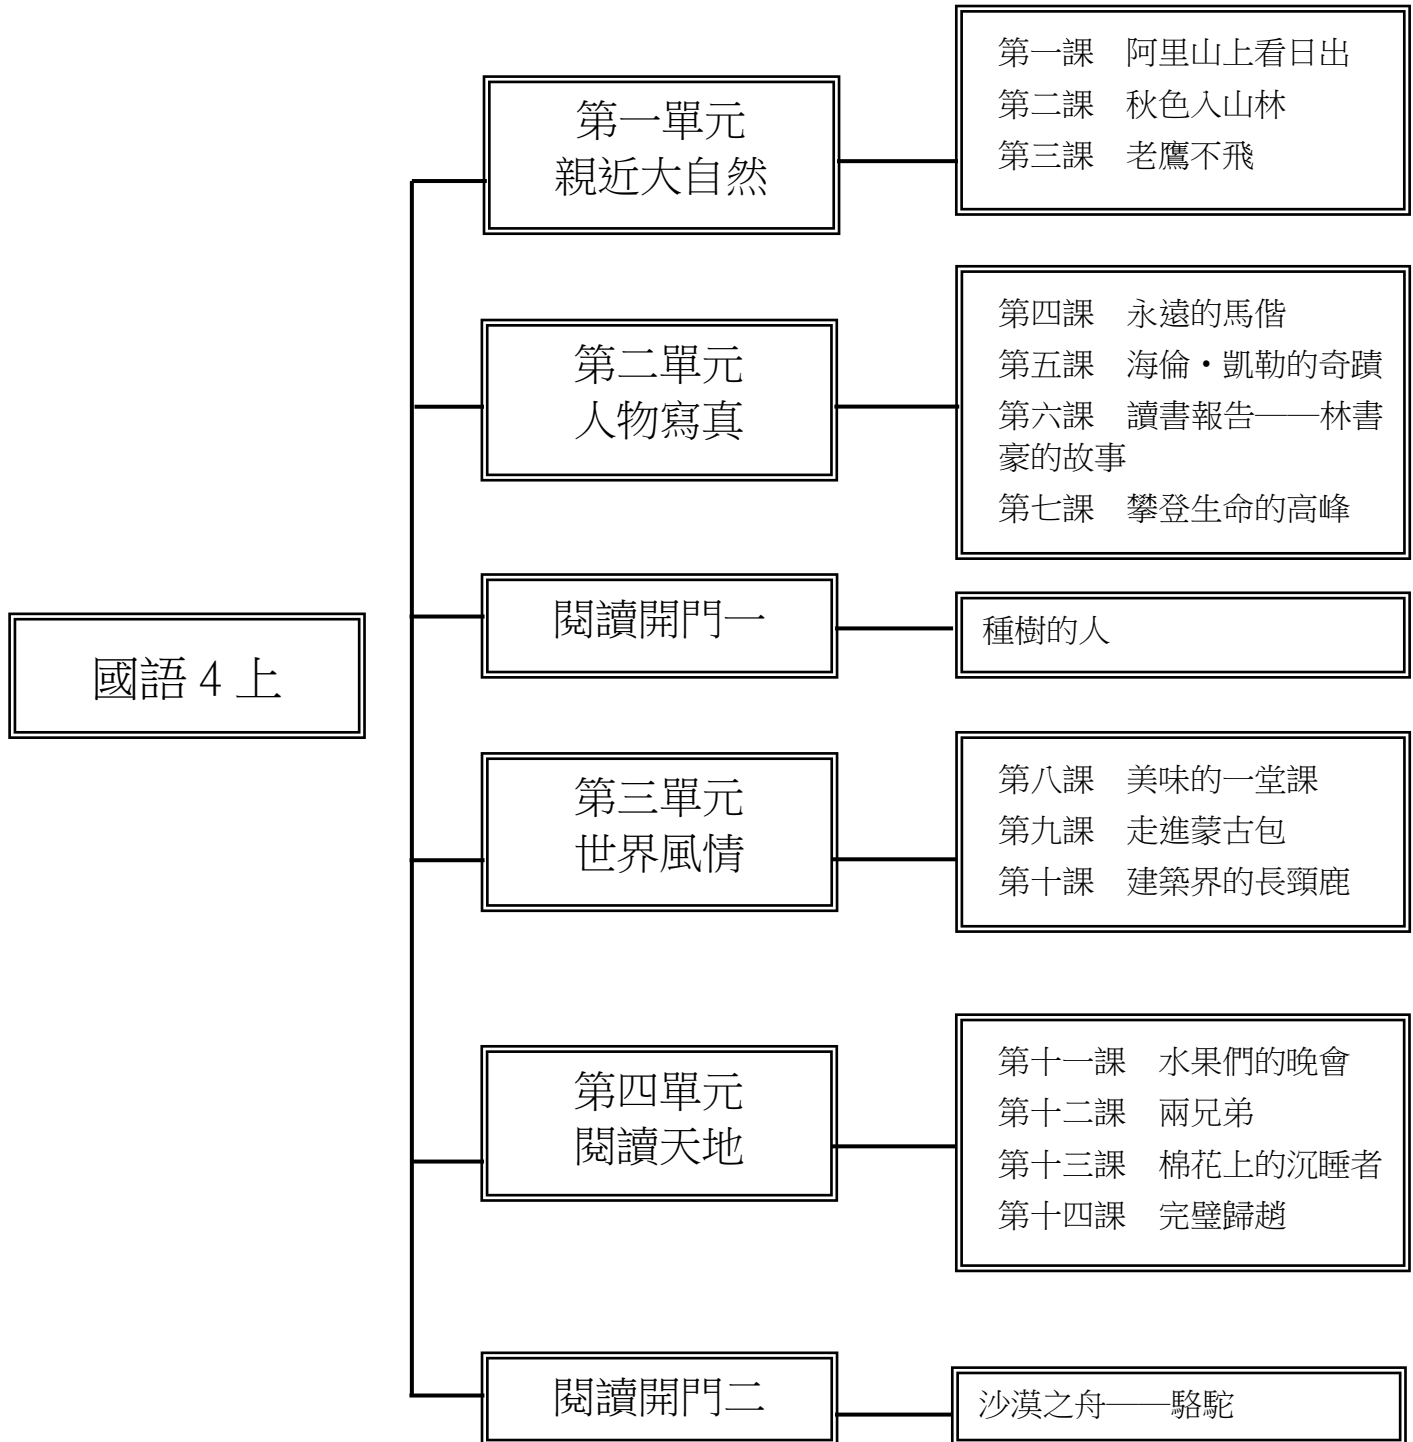 國語4上
第一單元
親近大自然
第一課　阿里山上看日出
第二課　秋色入山林
第三課　老鷹不飛
第二單元
人物寫真
第四課　永遠的馬偕
第五課　海倫・凱勒的奇蹟
第六課　讀書報告——林書
豪的故事
第七課　攀登生命的高峰
閱讀開門一
種樹的人
第三單元
世界風情
第八課　美味的一堂課
第九課　走進蒙古包
第十課　建築界的長頸鹿
第四單元
閱讀天地
第十一課　水果們的晚會
第十二課　兩兄弟
第十三課　棉花上的沉睡者
第十四課　完璧歸趙
閱讀開門二
沙漠之舟——駱駝